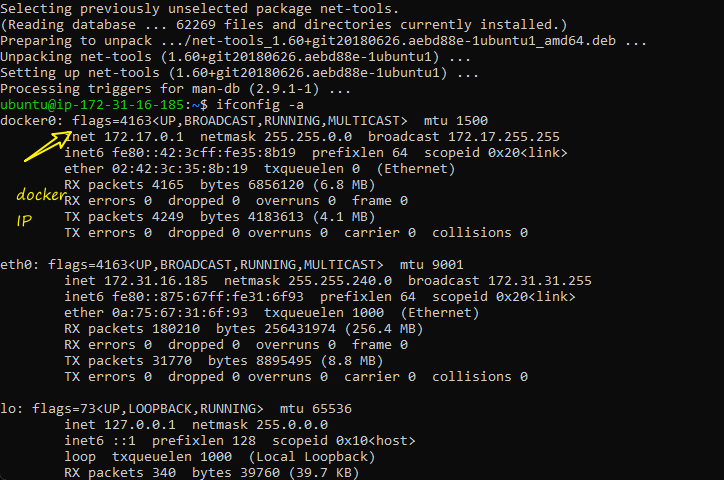 Selecting previously unselected package net-tools.
(Reading database ... 62269 files and directories currently installed.)
Preparing to unpack .../net-tools_1.60+git20180626.aebd88e-1ubuntu1_amd64.deb ...
Unpacking net-tools (1.60+git20180626.aebd88e-1ubuntu1) ...
Setting up net-tools (1.60+git20180626.aebd88e-1ubuntu1) ...
Processing triggers for man-db (2.9.1-1) ...
ubuntu@ip-172-31-16-185:~$ ifconfig -a
docker0: flags=4163<UP,BROADCAST,RUNNING,MULTICAST>  mtu 1500
inet 172.17.0.1  netmask 255.255.0.0  broadcast 172.17.255.255
inet6 fe80::42:3cff:fe35:8b19  prefixlen 64  scopeid 0x20<link>
ether 02:42:3c:35:8b:19  txqueuelen 0  (Ethernet)
docker
RX packets 4165  bytes 6856120 (6.8 MB)
RX errors 0  dropped 0  overruns 0  frame 0
IP
TX packets 4249  bytes 4183613 (4.1 MB)
TX errors 0  dropped 0 overruns 0  carrier 0  collisions 0
eth0: flags=4163<UP,BROADCAST,RUNNING,MULTICAST>  mtu 9001
inet 172.31.16.185  netmask 255.255.240.0  broadcast 172.31.31.255
inet6 fe80::875:67ff:fe31:6f93  prefixlen 64  scopeid 0x20<link>
ether 0a:75:67:31:6f:93  txqueuelen 1000  (Ethernet)
RX packets 180210  bytes 256431974 (256.4 MB)
RX errors 0  dropped 0  overruns 0  frame 0
TX packets 31770  bytes 8895495 (8.8 MB)
TX errors 0  dropped 0 overruns 0  carrier 0  collisions 0
lo: flags=73<UP,LOOPBACK,RUNNING>  mtu 65536
inet 127.0.0.1  netmask 255.0.0.0
inet6 ::1  prefixlen 128  scopeid 0x10<host>
loop  txqueuelen 1000  (Local Loopback)
RX packets 340  bytes 39760 (39.7 KB)